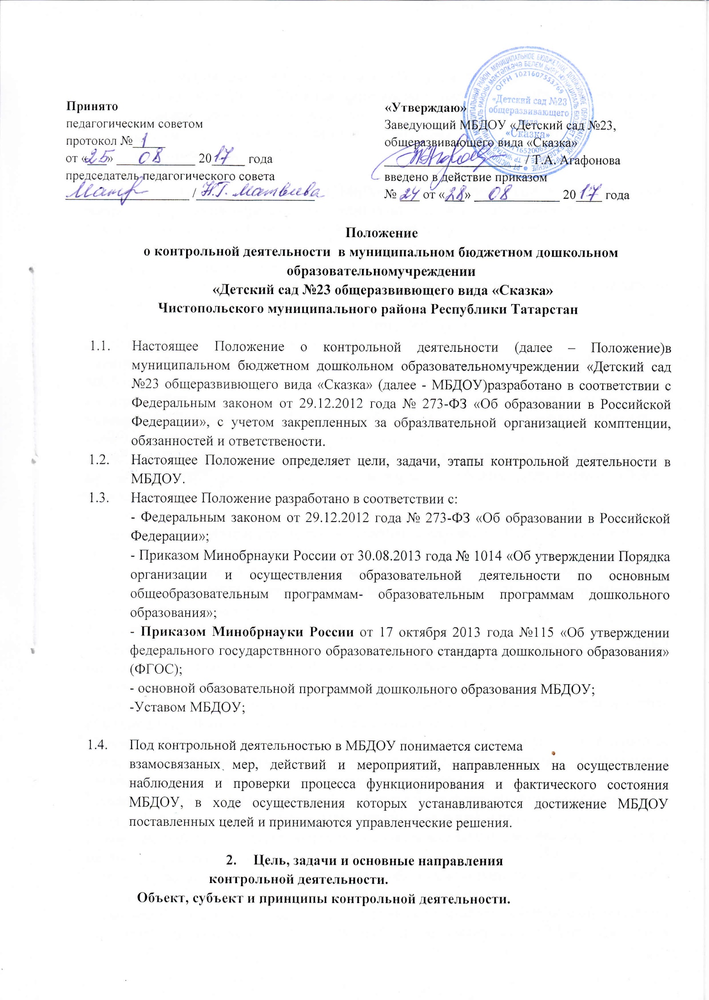 Принято
педагогическим советом
протокол № 1
от «25» 08 2017 года
председатель педагогического совета
/ Н.Г. Матвиева
«Утверждаю»
Заведующий МБДОУ «Детский сад №23,
общеразвивающего вида «Сказка»
/ Т.А. Агафонова
введено в действие приказом
№ 24 от «28» 08 2017 года
ОГРН 1021607553769
«Детский сад №23
общеразвивающего
вида
«Сказка»
Положение
о контрольной деятельности в муниципальном бюджетном дошкольном
образовательномучреждении
«Детский сад №23 общеразвивющего вида «Сказка»
Чистопольского муниципального района Республики Татарстан
1.1. Настоящее Положение о контрольной деятельности (далее – Положение)в
муниципальном бюджетном дошкольном образовательномучреждении «Детский сад
№23 общеразвивющего вида «Сказка» (далее - МБДОУ)разработано в соответствии с
Федеральным законом от 29.12.2012 года № 273-ФЗ «Об образовании в Российской
Федерации», с учетом закрепленных за образлвательной организацией комптенции,
обязанностей и ответствености.
1.2. Настоящее Положение определяет цели, задачи, этапы контрольной деятельности в
МБДОУ.
1.3. Настоящее Положение разработано в соответствии с:
- Федеральным законом от 29.12.2012 года № 273-ФЗ «Об образовании в Российской
Федерации»;
- Приказом Минобрнауки России от 30.08.2013 года № 1014 «Об утверждении Порядка
организации и осуществления образовательной деятельности по основным
общеобразовательным программам- образовательным программам дошкольного
образования»;
- Приказом Минобрнауки России от 17 октября 2013 года №115 «Об утверждении
федерального государствнного образовательного стандарта дошкольного образования»
(ФГОС);
- основной обазовательной программой дошкольного образования МБДОУ;
-Уставом МБДОУ;
1.4. Под контрольной деятельностью в МБДОУ понимается система
взамосвязаных мер, действий и мероприятий, направленных на осуществление
наблюдения и проверки процесса функционирования и фактического состояния
МБДОУ, в ходе осуществления которых устанавливаются достижение МБДОУ
поставленных целей и принимаются управленческие решения.
2. Цель, задачи и основные направления
контрольной деятельности.
Объект, субъект и принципы контрольной деятельности.